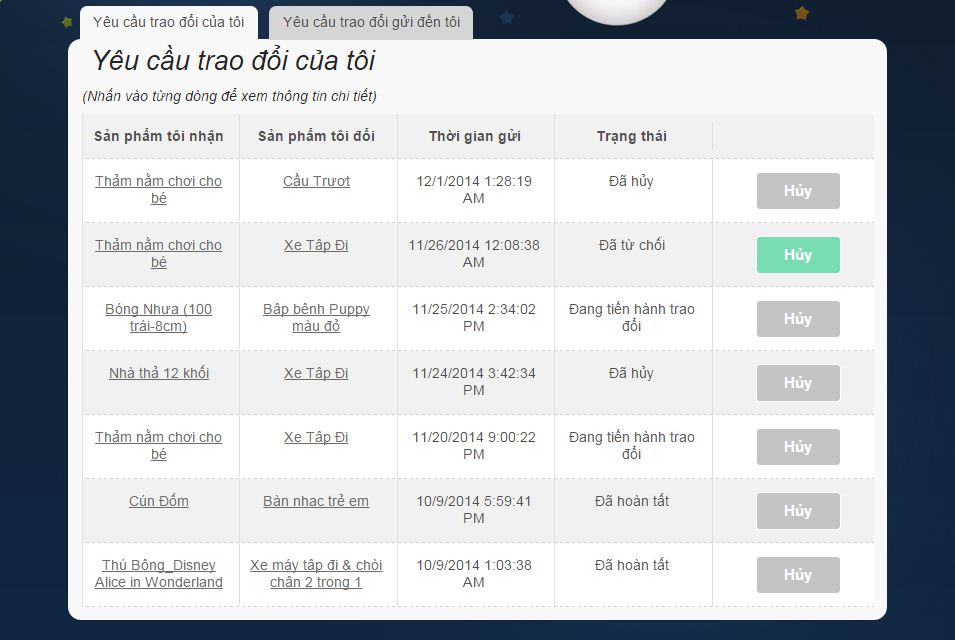 Yêu cầu trao đổi của tôi
Yêu cầu trao đổi gửi đến tôi
Yêu cầu trao đổi của tôi
(Nhấn vào từng dòng để xem thông tin chi tiết)
Sản phẩm tôi nhận
Sản phẩm tôi đổi
Thời gian gửi
Trạng thái
Thảm nằm chơi cho
bé
Cầu Trượt
12/1/2014 1:28:19
AM
Đã hủy
Hủy
Thảm nằm chơi cho
bé
Xe Tập Đi
11/26/2014 12:08:38
AM
Đã từ chối
Hủy
Bóng Nhựa (100
trái-8cm)
Bập bênh Puppy
màu đỏ
11/25/2014 2:34:02
PM
Đang tiến hành trao
đổi
Hủy
Nhà thả 12 khối
Xe Tập Đi
11/24/2014 3:42:34
PM
Đã hủy
Hủy
Thảm nằm chơi cho
bé
Xe Tập Đi
11/20/2014 9:00:22
PM
Đang tiến hành trao
đổi
Hủy
Cún Đốm
Bàn nhạc trẻ em
10/9/2014 5:59:41
PM
Đã hoàn tất
Hủy
Thú Bông_Disney
Alice in Wonderland
Xe máy tập đi & chòi
chân 2 trong 1
10/9/2014 1:03:38
AM
Đã hoàn tất
Hủy